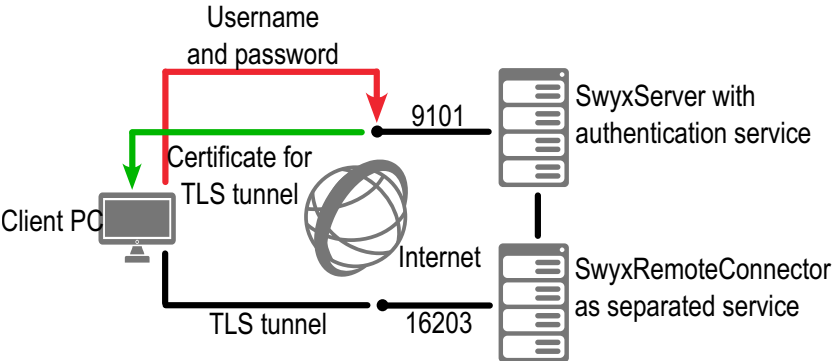 Username
and password
9101
SwyxServer with
authentication service
Certificate for
TLS tunnel
Client PC
Internet
SwyxRemoteConnector
as separated service
TLS tunnel
16203